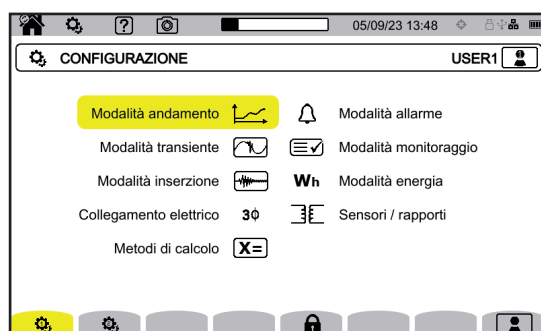 ?
05/09/23 13:48
CONFIGURAZIONE
USER1
Modalità andamento
Modalità allarme
Modalità transiente
Modalità monitoraggio
Modalità inserzione
Wh Modalità energia
Collegamento elettrico 3ϕ
Sensori / rapporti
Metodi di calcolo X=